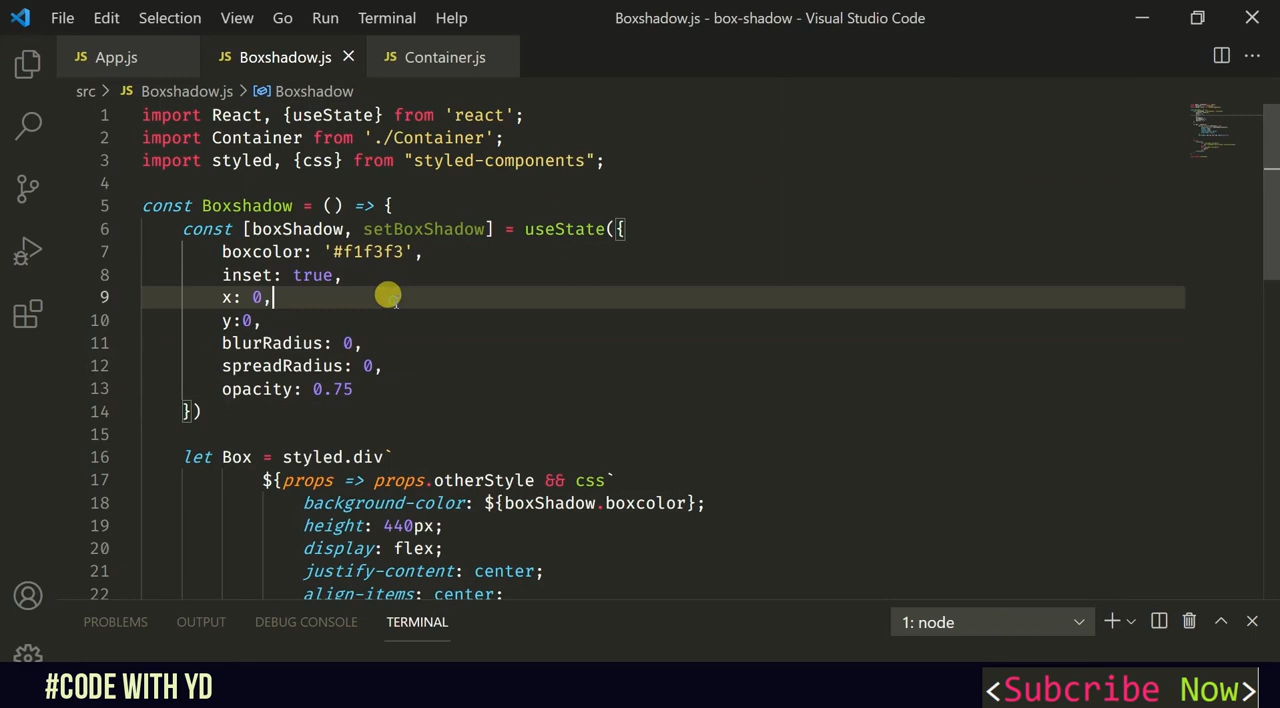 File Edit Selection View Go Run Terminal Help Boxshadow.js - box-shadow - Visual Studio Code
JS App.js JS Boxshadow.js JS Container.js
src > JS Boxshadow.js > Boxshadow
1 import React, {useState} from 'react';
2 import Container from './Container';
3 import styled, {css} from "styled-components";
4
5 const Boxshadow = () => {
6 const [boxShadow, setBoxShadow] = useState({
7 boxcolor: '#f1f3f3',
8 inset: true,
9 x: 0,
10 y:0,
11 blurRadius: 0,
12 spreadRadius: 0,
13 opacity: 0.75
14 })
15
16 let Box = styled.div`
17 ${props => props.otherStyle && css`
18 background-color: ${boxShadow.boxcolor};
19 height: 440px;
20 display: flex;
21 justify-content: center;
22 align-items: center;
PROBLEMS OUTPUT DEBUG CONSOLE TERMINAL 1: node
#CODE WITH YD
<Subcribe Now>